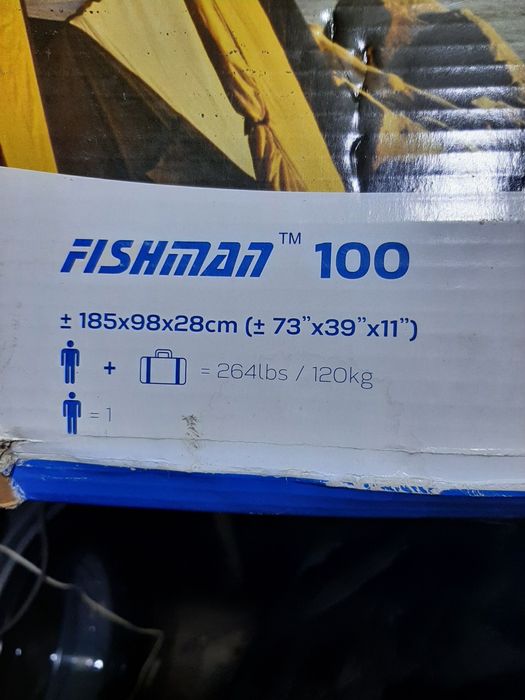 FISHMAN™ 100
± 185x98x28cm (± 73”x39”x11”)
+ = 264lbs / 120kg
= 1